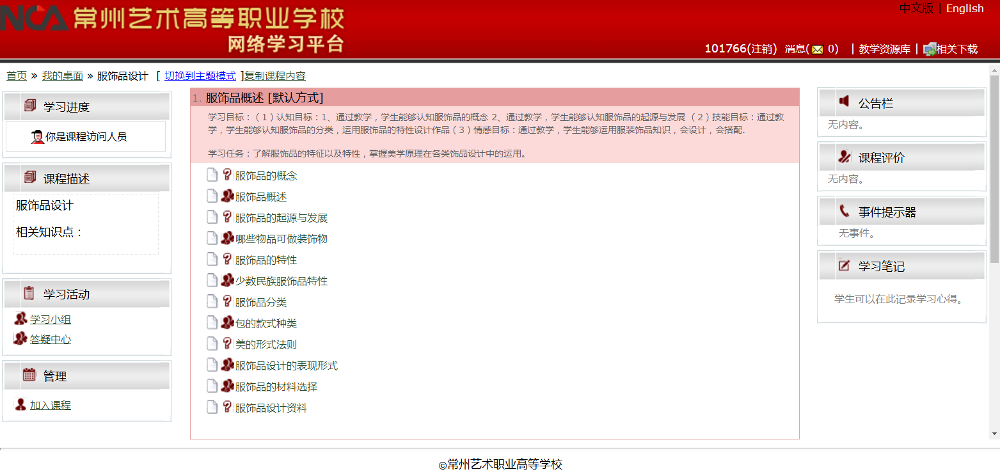 NCA 常州艺术高等职业学校
网络学习平台
中文版 | English
101766(注销) 消息( 0) | 教学资源库 | 相关下载
首页 » 我的桌面 » 服饰品设计 [ 切换到主题模式 ]复制课程内容
学习进度
你是课程访问人员
课程描述
服饰品设计
相关知识点：
学习活动
学习小组
答疑中心
管理
加入课程
1. 服饰品概述 [默认方式]
学习目标：（1）认知目标：1、通过教学，学生能够认知服饰品的概念 2、通过教学，学生能够认知服饰品的起源与发展 （2）技能目标：通过教
学，学生能够认知服饰品的分类，运用服饰品的特性设计作品（3）情感目标：通过教学，学生能够运用服装饰品知识，会设计，会搭配.
学习任务：了解服饰品的特征以及特性，掌握美学原理在各类饰品设计中的运用。
服饰品的概念
服饰品概述
服饰品的起源与发展
哪些物品可做装饰物
服饰品的特性
少数民族服饰品特性
服饰品分类
包的款式种类
美的形式法则
服饰品设计的表现形式
服饰品的材料选择
服饰品设计资料
公告栏
无内容。
课程评价
无内容。
事件提示器
无事件。
学习笔记
学生可以在此记录学习心得。
©常州艺术职业高等学校